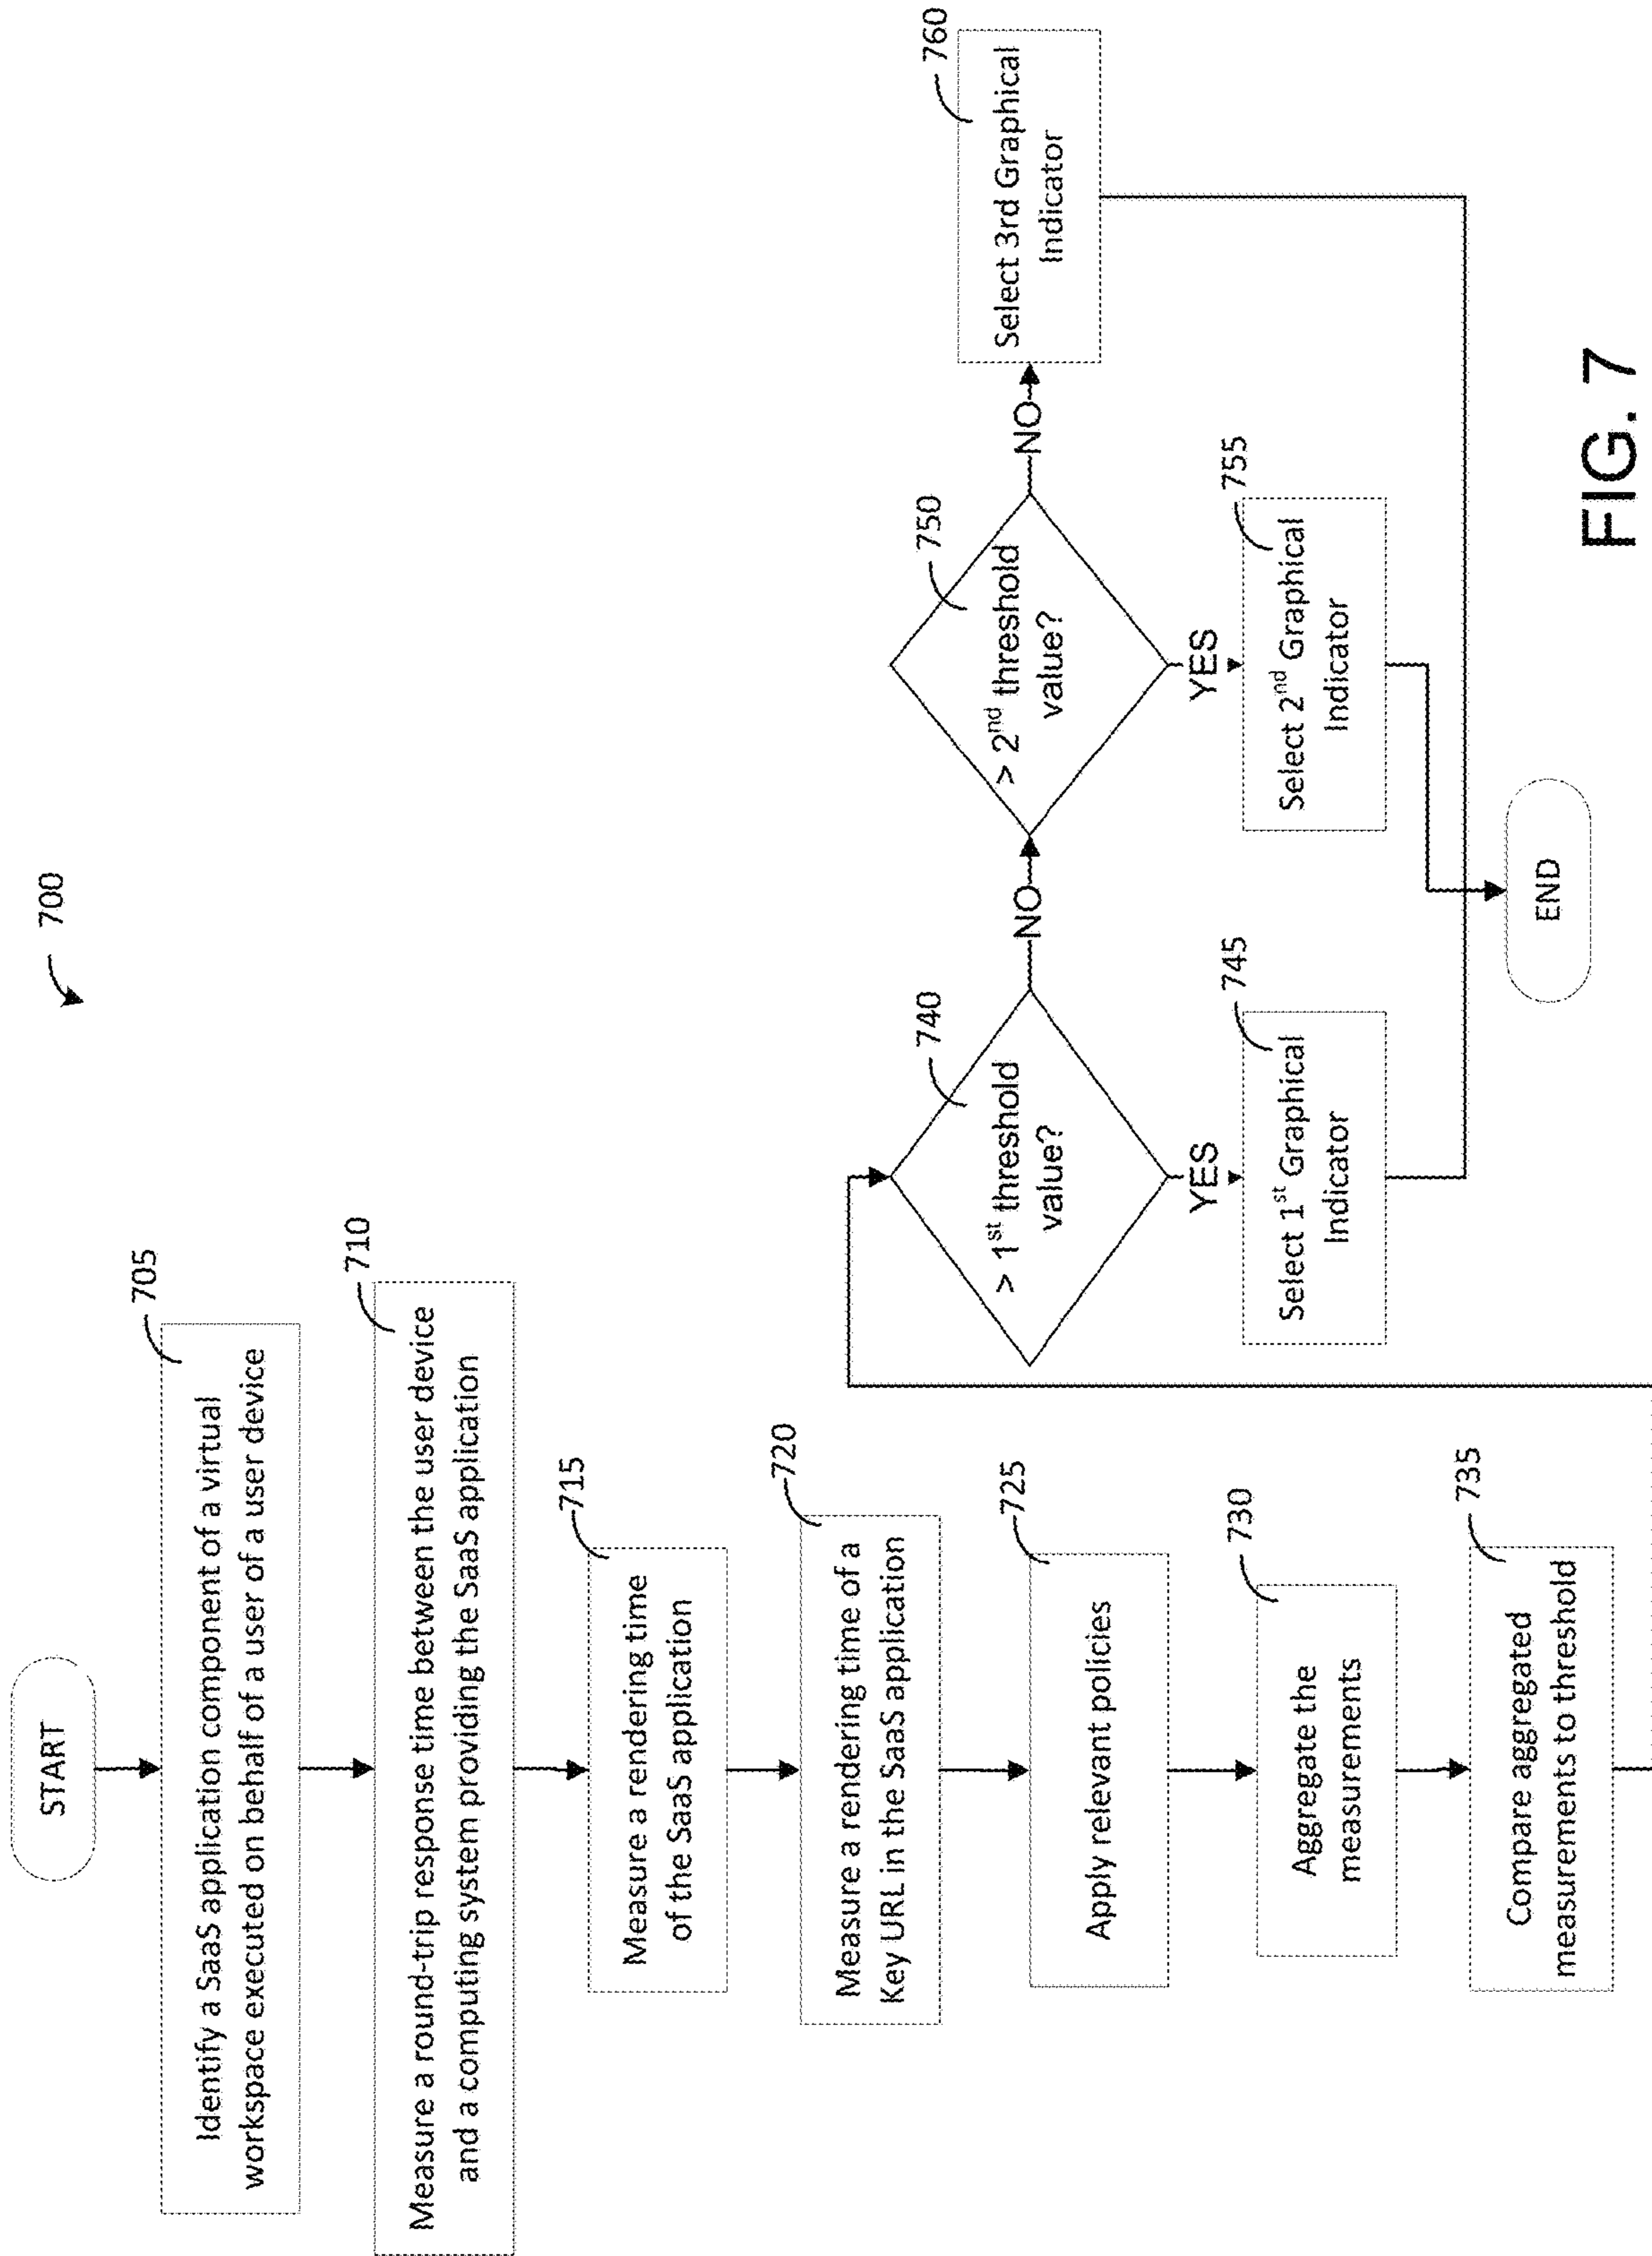 700
START
705
Identify a SaaS application component of a virtual
workspace executed on behalf of a user of a user device
710
Measure a round-trip response time between the user device
and a computing system providing the SaaS application
715
Measure a rendering time
of the SaaS application
720
Measure a rendering time of a
Key URL in the SaaS application
725
Apply relevant policies
730
Aggregate the
measurements
735
Compare aggregated
measurements to threshold
740
> 1st threshold
value?
NO
YES
745
Select 1st Graphical
Indicator
750
> 2nd threshold
value?
NO
YES
755
Select 2nd Graphical
Indicator
760
Select 3rd Graphical
Indicator
END
FIG. 7